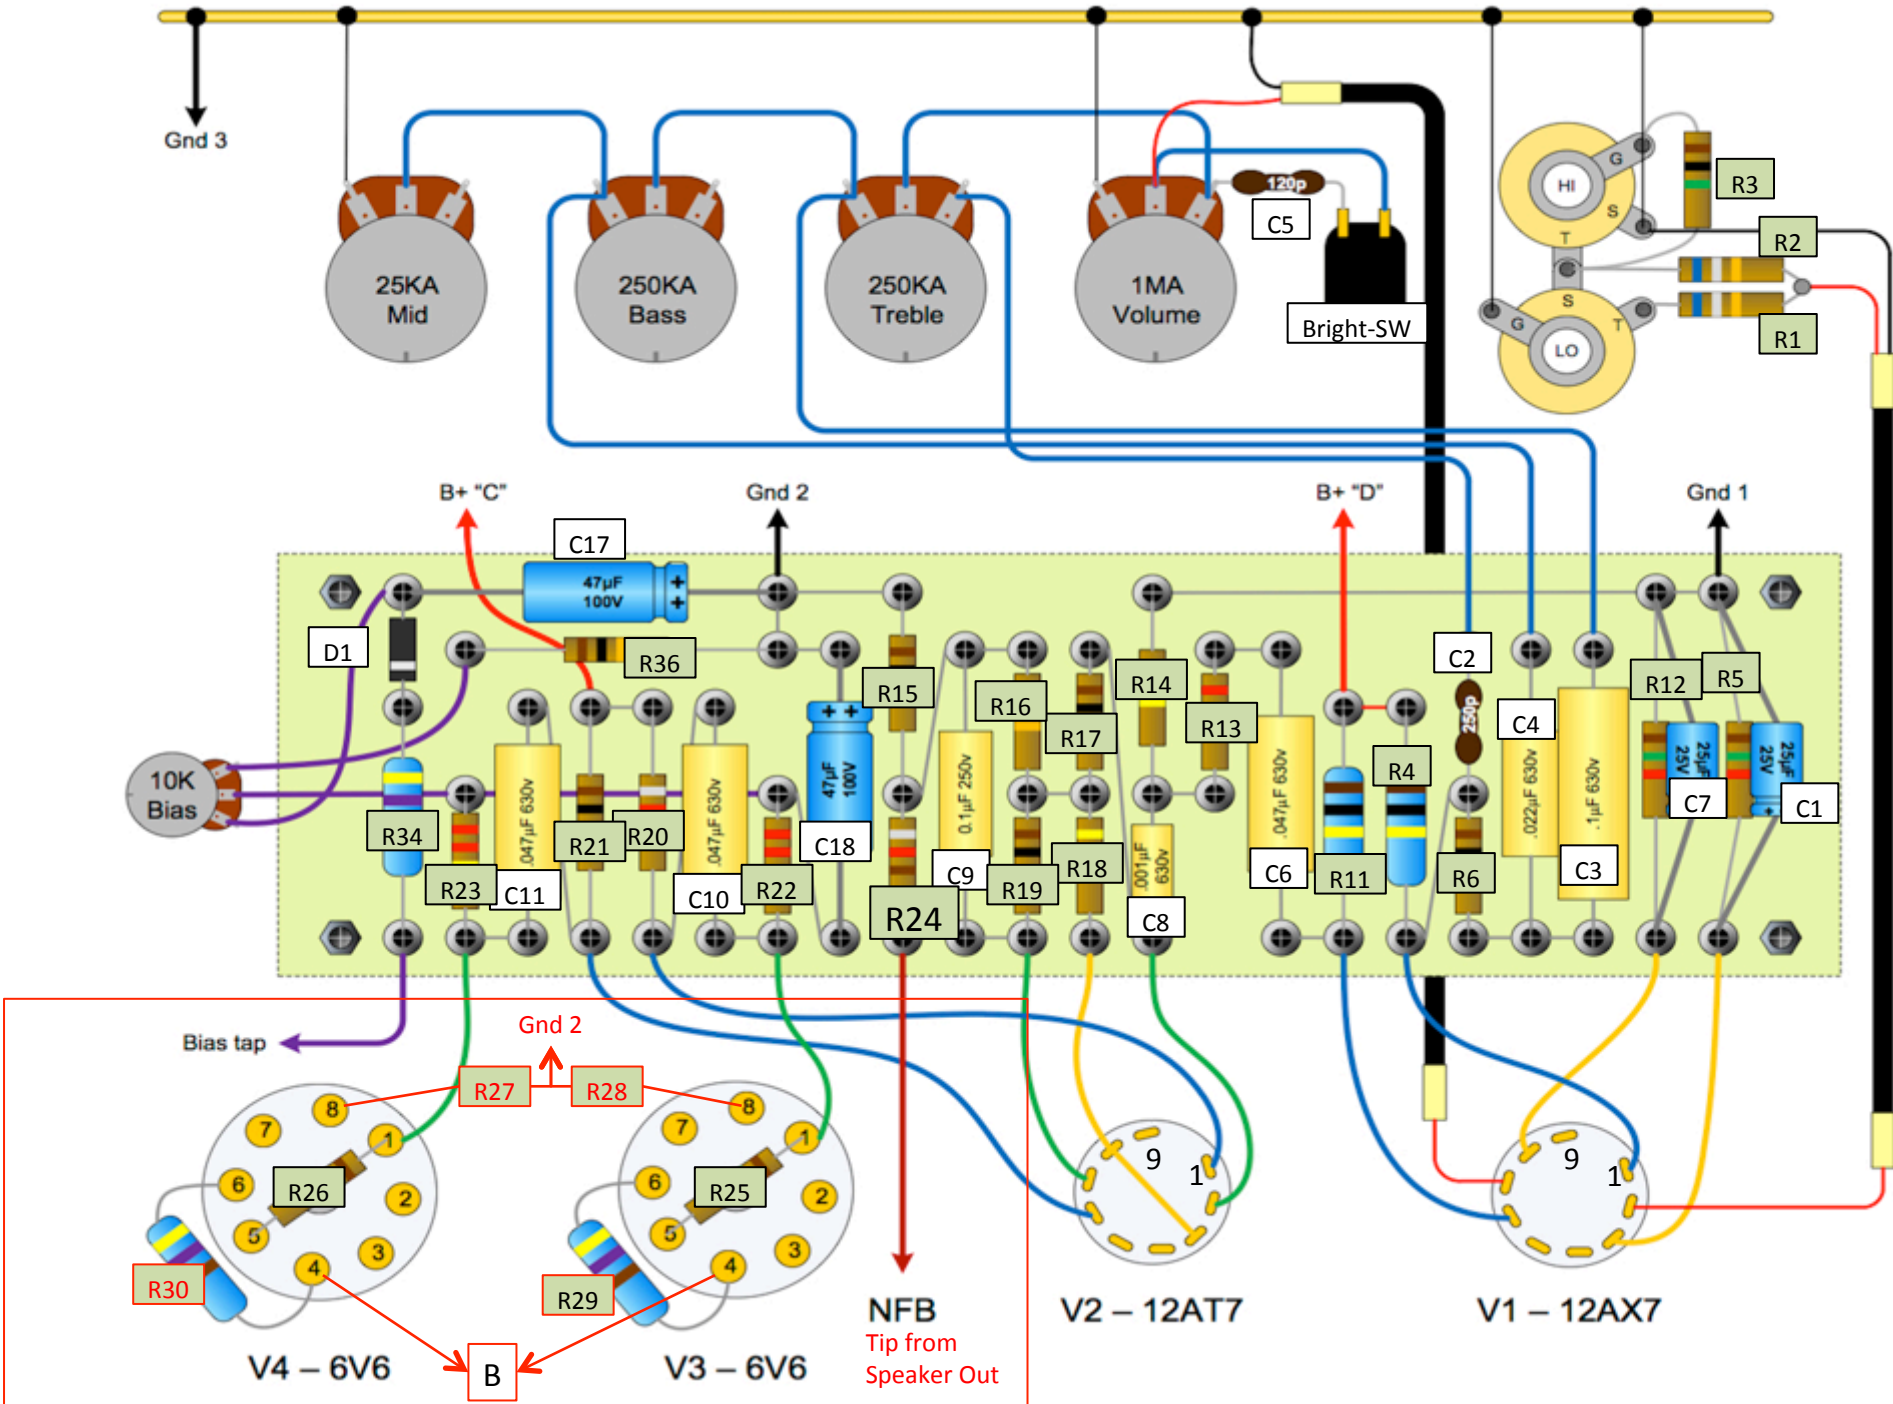 Gnd 3
25KA
Mid
250KA
Bass
250KA
Treble
1MA
Volume
120p
C5
Bright-SW
G
HI
S
T
R3
R2
S
G
T
LO
R1
B+ "C"
Gnd 2
B+ "D"
Gnd 1
C17
47µF
100V
D1
R36
R15
R16
R17
R14
R13
C2
250p
C4
R12
R5
10K
Bias
R34
R23
.047µF 630v
C11
R21
R20
.047µF 630v
C10
R22
47µF
100V
C18
R24
0.1µF 250v
C9
R19
R18
.001µF
630v
C8
.047µF 630v
C6
R11
R4
R6
.022µF 630v
.1µF 630v
C3
25µF
25V
C7
25µF
25V
C1
Bias tap
Gnd 2
R27
R28
8
7
1
6
R26
2
5
3
4
R30
8
7
1
6
R25
2
5
3
4
R29
B
V4 – 6V6
V3 – 6V6
NFB
Tip from
Speaker Out
9
1
V2 – 12AT7
9
1
V1 – 12AX7